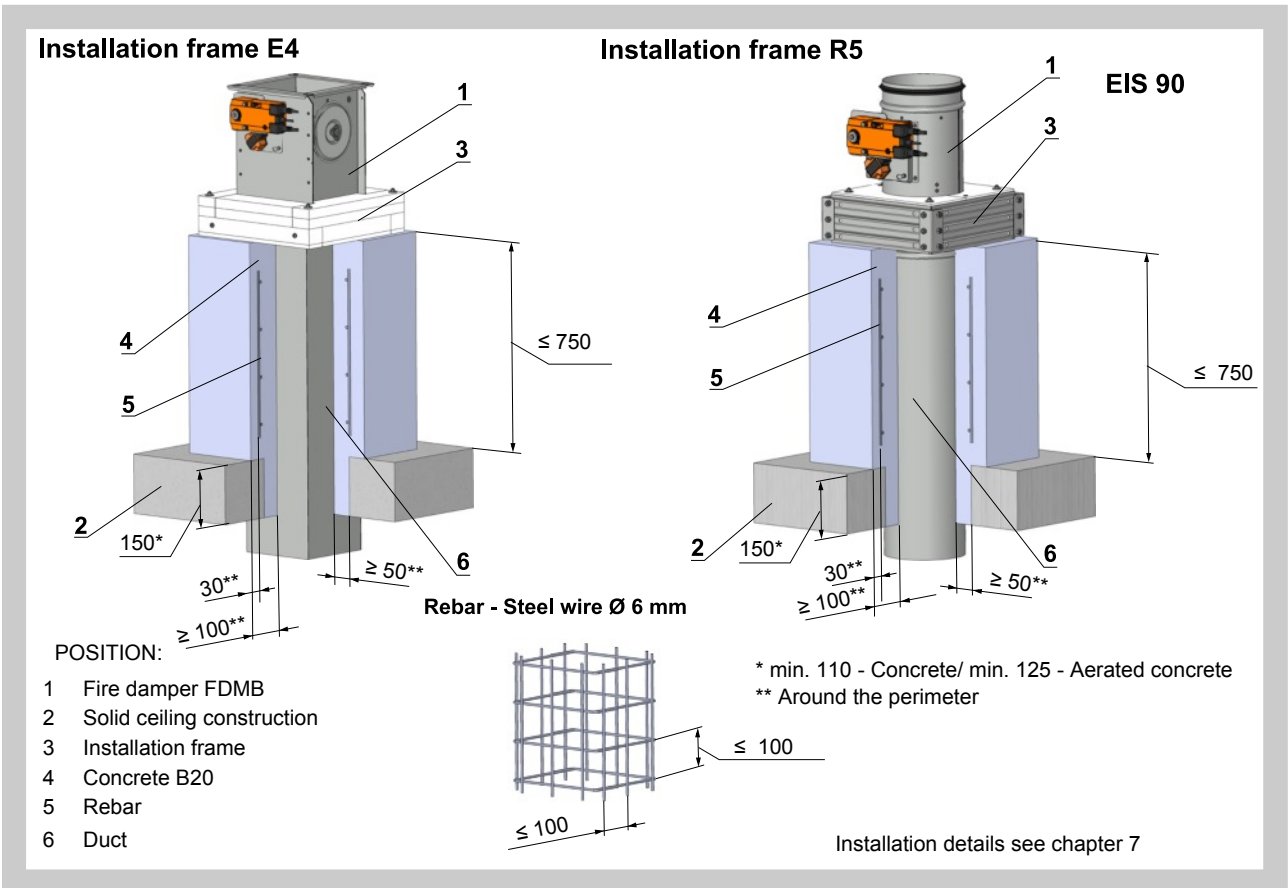 Installation frame E4
Installation frame R5
EIS 90
1
3
4
5
≤ 750
2
150*
30**
≥ 100**
≥ 50**
6
1
3
4
5
≤ 750
2
150*
30**
≥ 100**
≥ 50**
6
Rebar - Steel wire Ø 6 mm
≤ 100
≤ 100
POSITION:
1 Fire damper FDMB
2 Solid ceiling construction
3 Installation frame
4 Concrete B20
5 Rebar
6 Duct
* min. 110 - Concrete/ min. 125 - Aerated concrete
** Around the perimeter
Installation details see chapter 7